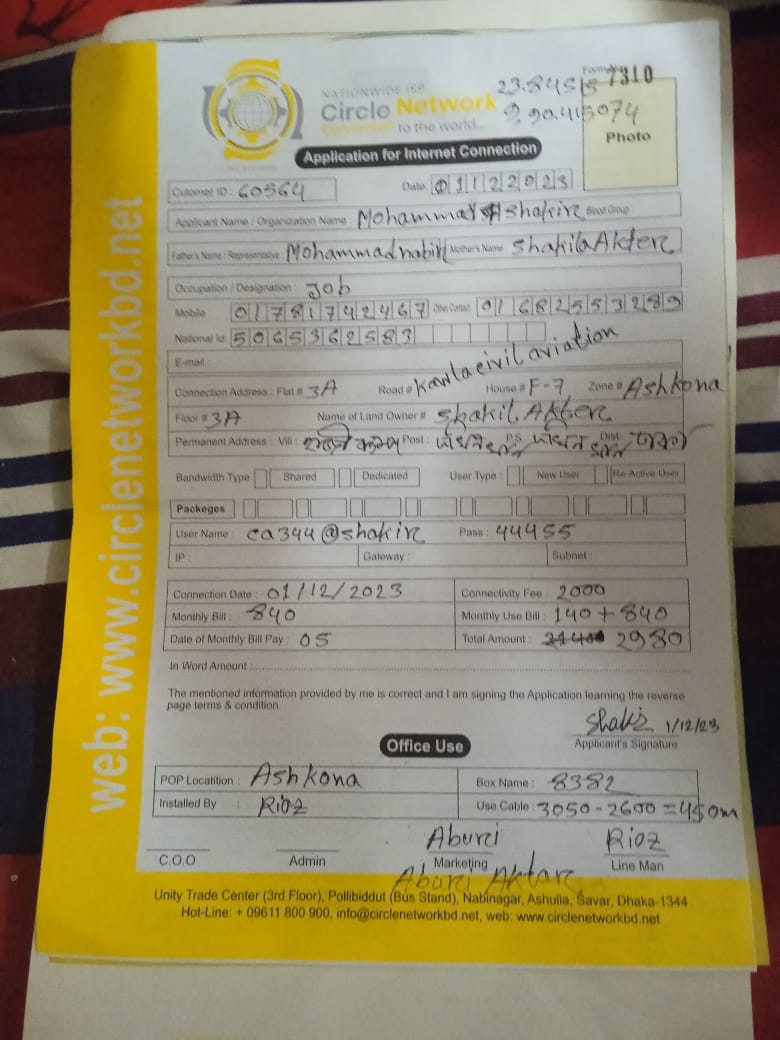 NATIONWIDE ISP
Circle Network
Connected to the world...
Form No. 7310
23.84515
90.415074
Photo
Application for Internet Connection
Cutomer ID : 60564 Date: 01122023
Applicant Name / Organization Name : Mohammad Shakir Blood Group :
Father's Name / Representative Mohammad nabir Mother's Name Shakila Akter
Occupation / Designation : Job
Mobile 01781742467 Other Contact 01682553289
National Id: 5065362583
E-mail :
Connection Address : Flat # 3A Road # Kawla civil aviation House # F-7 Zone # Ashkona
Floor # 3A Name of Land Owner # Shakil Akter
Permanent Address : Vill : Post : P.S Dist
Bandwidth Type Shared Dedicated User Type : New User Re-Active User
Packeges
User Name : ca344@shakir Pass : 44455
IP : Gateway : Subnet :
Connection Date : 01/12/2023 Connectivity Fee : 2000
Monthly Bill : 840 Monthly Use Bill : 140 + 840
Date of Monthly Bill Pay : 05 Total Amount : 2980
In Word Amount :
The mentioned information provided by me is correct and I am signing the Application learning the reverse
page terms & condition.
Shakir 1/12/23
Applicant's Signature
Office Use
POP Locatition : Ashkona Box Name : 8382
Installed By : Rioz Use Cable : 3050 - 2600 = 450m
Aburi Rioz
C.O.O Admin Marketing Line Man
Aburi Aktar
Unity Trade Center (3rd Floor), Pollibiddut (Bus Stand), Nabinagar, Ashulia, Savar, Dhaka-1344
Hot-Line: + 09611 800 900, info@circlenetworkbd.net, web: www.circlenetworkbd.net
web: www.circlenetworkbd.net